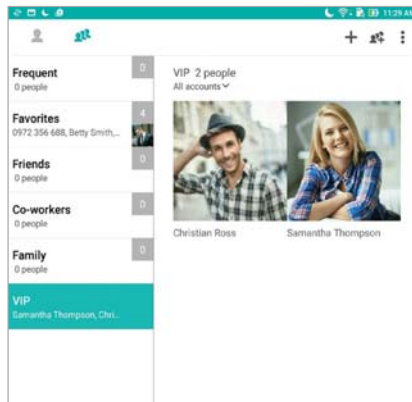 11:29 AM
Frequent
0
0 people
Favorites
4
0972 356 688, Betty Smith,...
Friends
0
0 people
Co-workers
0
0 people
Family
0
0 people
VIP
Samantha Thompson, Chri...
VIP 2 people
All accounts
Christian Ross
Samantha Thompson